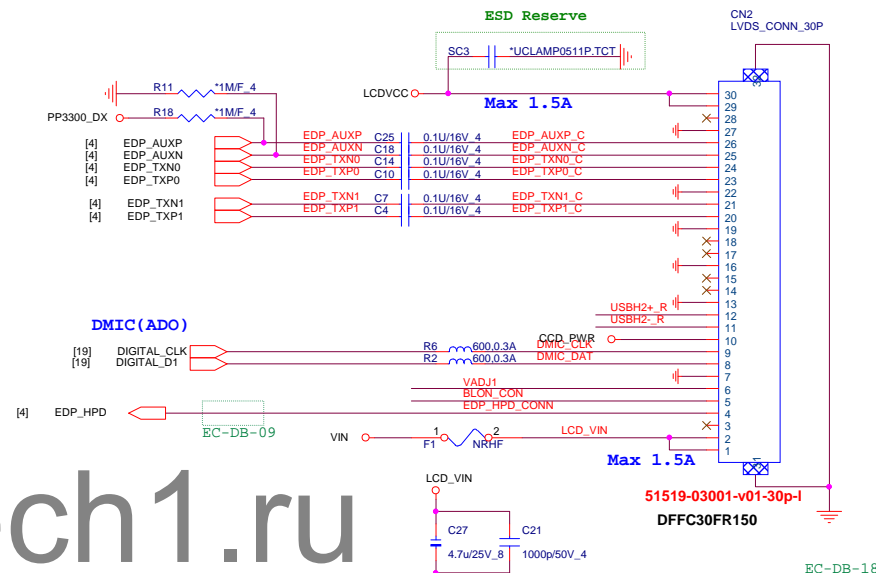 ESD Reserve
CN2
LVDS_CONN_30P
SC3 *UCLAMP0511P.TCT
R11 *1M/F_4
LCDVCC
Max 1.5A
PP3300_DX R18 *1M/F_4
[4] EDP_AUXP EDP_AUXP C25 0.1U/16V_4 EDP_AUXP_C
[4] EDP_AUXN EDP_AUXN C18 0.1U/16V_4 EDP_AUXN_C
[4] EDP_TXN0 EDP_TXN0 C14 0.1U/16V_4 EDP_TXN0_C
[4] EDP_TXP0 EDP_TXP0 C10 0.1U/16V_4 EDP_TXP0_C
[4] EDP_TXN1 EDP_TXN1 C7 0.1U/16V_4 EDP_TXN1_C
[4] EDP_TXP1 EDP_TXP1 C4 0.1U/16V_4 EDP_TXP1_C
30
29
28
27
26
25
24
23
22
21
20
19
18
17
16
15
14
13
12
11
10
9
8
7
6
5
4
3
2
1
USBH2+_R
USBH2-_R
CCD_PWR
DMIC(ADO)
[19] DIGITAL_CLK R6 600,0.3A DMIC_CLK
[19] DIGITAL_D1 R2 600,0.3A DMIC_DAT
VADJ1
BLON_CON
[4] EDP_HPD EDP_HPD_CONN
EC-DB-09
VIN 1 2 LCD_VIN
F1 NRHF
Max 1.5A
LCD_VIN
51519-03001-v01-30p-l
DFFC30FR150
C27 C21
4.7u/25V_8 1000p/50V_4
ech1.ru
EC-DB-18